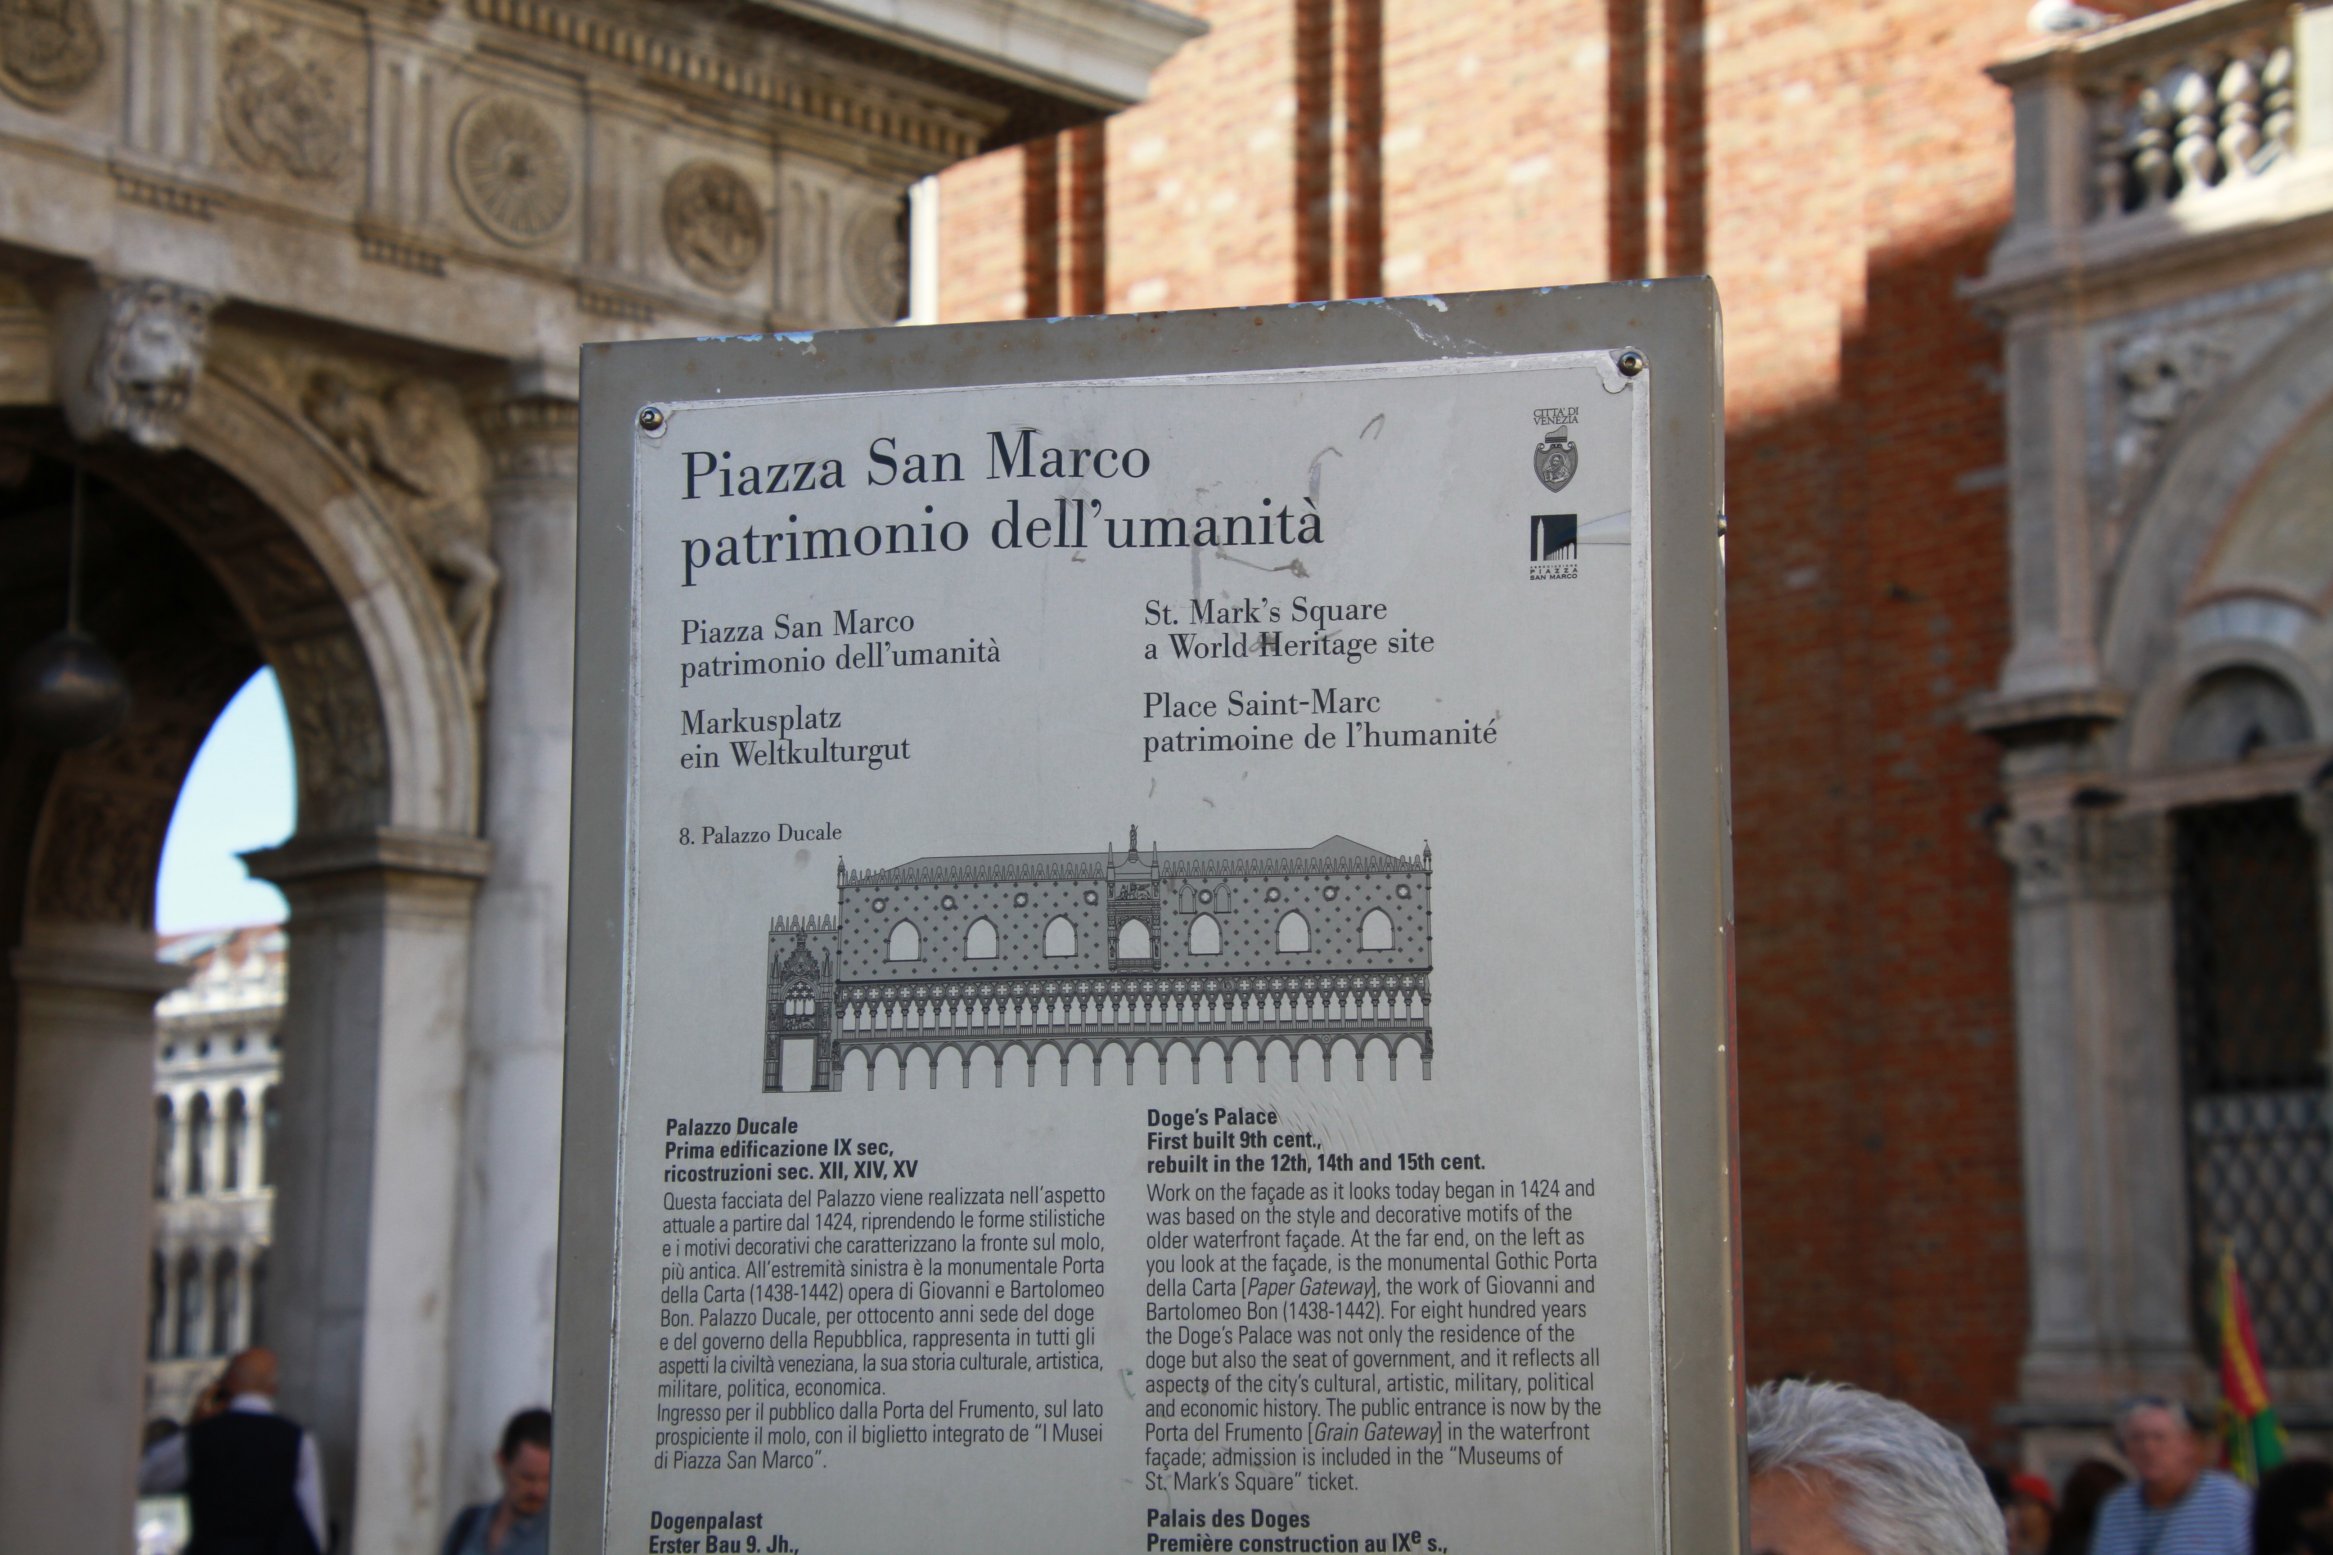 Piazza San Marco
patrimonio dell'umanità
CITTA' DI
VENEZIA
ASSOCIAZIONE
PIAZZA
SAN MARCO
Piazza San Marco
patrimonio dell'umanità
St. Mark's Square
a World Heritage site
Markusplatz
ein Weltkulturgut
Place Saint-Marc
patrimoine de l'humanité
8. Palazzo Ducale
Palazzo Ducale
Prima edificazione IX sec,
ricostruzioni sec. XII, XIV, XV
Questa facciata del Palazzo viene realizzata nell'aspetto
attuale a partire dal 1424, riprendendo le forme stilistiche
e i motivi decorativi che caratterizzano la fronte sul molo,
più antica. All'estremità sinistra è la monumentale Porta
della Carta (1438-1442) opera di Giovanni e Bartolomeo
Bon. Palazzo Ducale, per ottocento anni sede del doge
e del governo della Repubblica, rappresenta in tutti gli
aspetti la civiltà veneziana, la sua storia culturale, artistica,
militare, politica, economica.
Ingresso per il pubblico dalla Porta del Frumento, sul lato
prospiciente il molo, con il biglietto integrato de "I Musei
di Piazza San Marco".
Doge's Palace
First built 9th cent.,
rebuilt in the 12th, 14th and 15th cent.
Work on the façade as it looks today began in 1424 and
was based on the style and decorative motifs of the
older waterfront façade. At the far end, on the left as
you look at the façade, is the monumental Gothic Porta
della Carta [Paper Gateway], the work of Giovanni and
Bartolomeo Bon (1438-1442). For eight hundred years
the Doge's Palace was not only the residence of the
doge but also the seat of government, and it reflects all
aspects of the city's cultural, artistic, military, political
and economic history. The public entrance is now by the
Porta del Frumento [Grain Gateway] in the waterfront
façade; admission is included in the "Museums of
St. Mark's Square" ticket.
Dogenpalast
Erster Bau 9. Jh.,
Palais des Doges
Première construction au IXe s.,